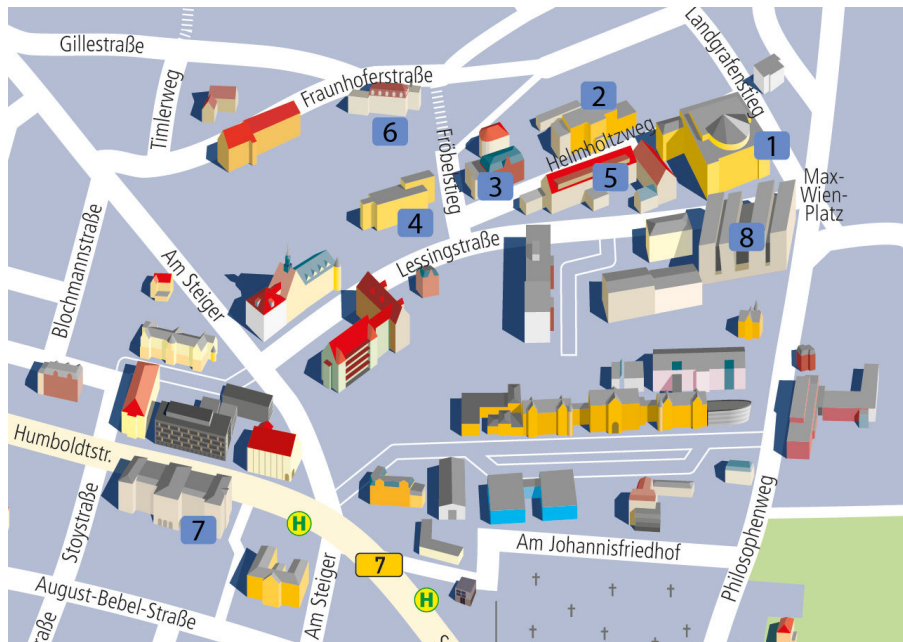 Gillestraße
Timlerweg
Fraunhoferstraße
6
Landgrafenstieg
2
Helmholtzweg
1
Fröbelstieg
3
5
Max-
Wien-
Platz
4
Lessingstraße
8
Blochmannstraße
Am Steiger
Humboldtstr.
Stoystraße
7
H
7
Am Johannisfriedhof
Philosophenweg
August-Bebel-Straße
Am Steiger
H
raße